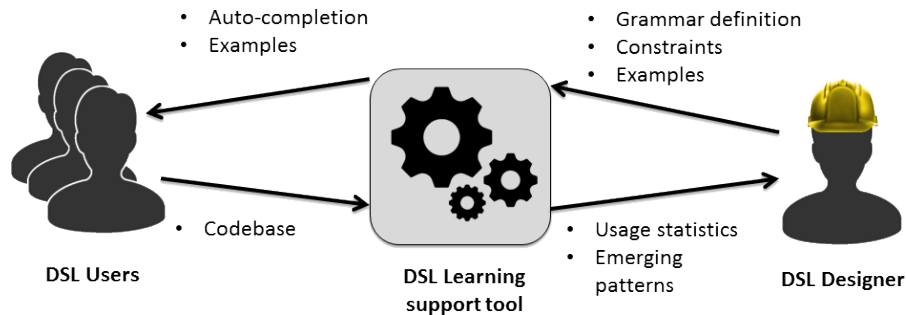 • Auto-completion
• Examples
• Grammar definition
• Constraints
• Examples
• Codebase
• Usage statistics
• Emerging
patterns
DSL Users
DSL Learning
support tool
DSL Designer